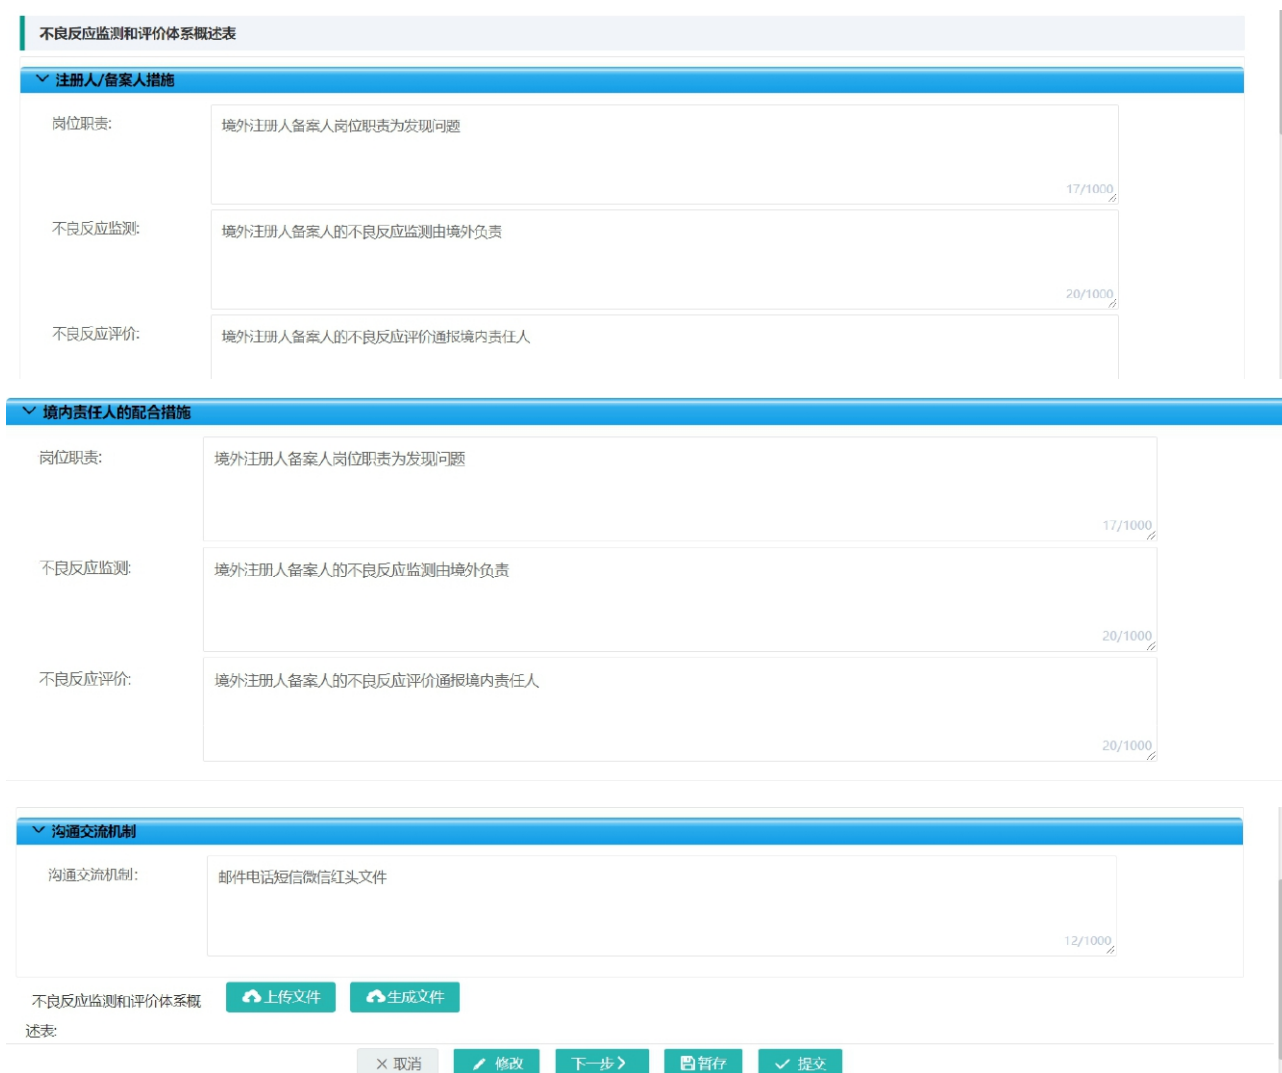 不良反应监测和评价体系概述表
注册人/备案人措施
岗位职责:
境外注册人备案人岗位职责为发现问题
17/1000
不良反应监测:
境外注册人备案人的不良反应监测由境外负责
20/1000
不良反应评价:
境外注册人备案人的不良反应评价通报境内责任人
境内责任人的配合措施
岗位职责:
境外注册人备案人岗位职责为发现问题
17/1000
不良反应监测:
境外注册人备案人的不良反应监测由境外负责
20/1000
不良反应评价:
境外注册人备案人的不良反应评价通报境内责任人
20/1000
沟通交流机制
沟通交流机制:
邮件电话短信微信红头文件
12/1000
不良反应监测和评价体系概
述表:
上传文件 生成文件
取消 修改 下一步 暂存 提交